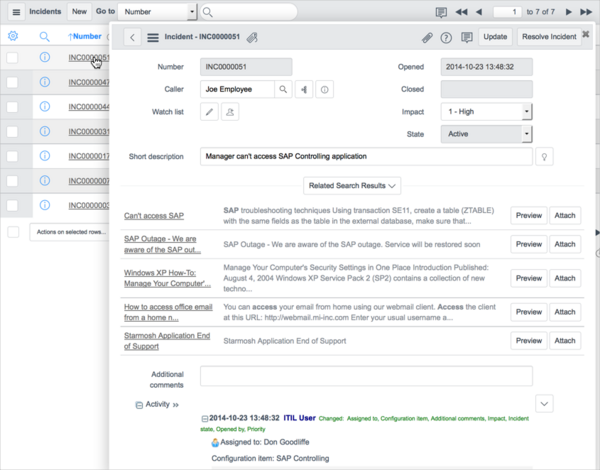 Incidents New Go to Number 1 to 7 of 7
Number
INC0000051
INC0000047
INC0000044
INC0000031
INC0000017
INC0000007
INC000003
Actions on selected rows...
Incident - INC0000051 Update Resolve Incident
Number INC0000051 Opened 2014-10-23 13:48:32
Caller Joe Employee Closed
Watch list Impact 1 - High
State Active
Short description Manager can't access SAP Controlling application
Related Search Results
Can't access SAP
SAP troubleshooting techniques Using transaction SE11, create a table (ZTABLE)
with the same fields as the table in the external database, make sure that...
Preview Attach
SAP Outage - We are
aware of the SAP out...
SAP Outage - We are aware of the SAP outage. Service will be restored soon
Preview Attach
Windows XP How-To:
Manage Your Computer'...
Manage Your Computer's Security Settings in One Place Introduction Published:
August 4, 2004 Windows XP Service Pack 2 (SP2) contains a collection of new
techno...
Preview Attach
How to access office email
from a home n...
You can access your email from home using our webmail client. Access the client
at this URL: http://webmail.mi-inc.com Enter your usual username a...
Preview Attach
Starmosh Application End
of Support
Starmosh Application End of Support
Preview Attach
Additional
comments
Activity
2014-10-23 13:48:32 ITIL User Changed: Assigned to, Configuration item, Additional comments, Impact, Incident
state, Opened by, Priority
Assigned to: Don Goodliffe
Configuration item: SAP Controlling